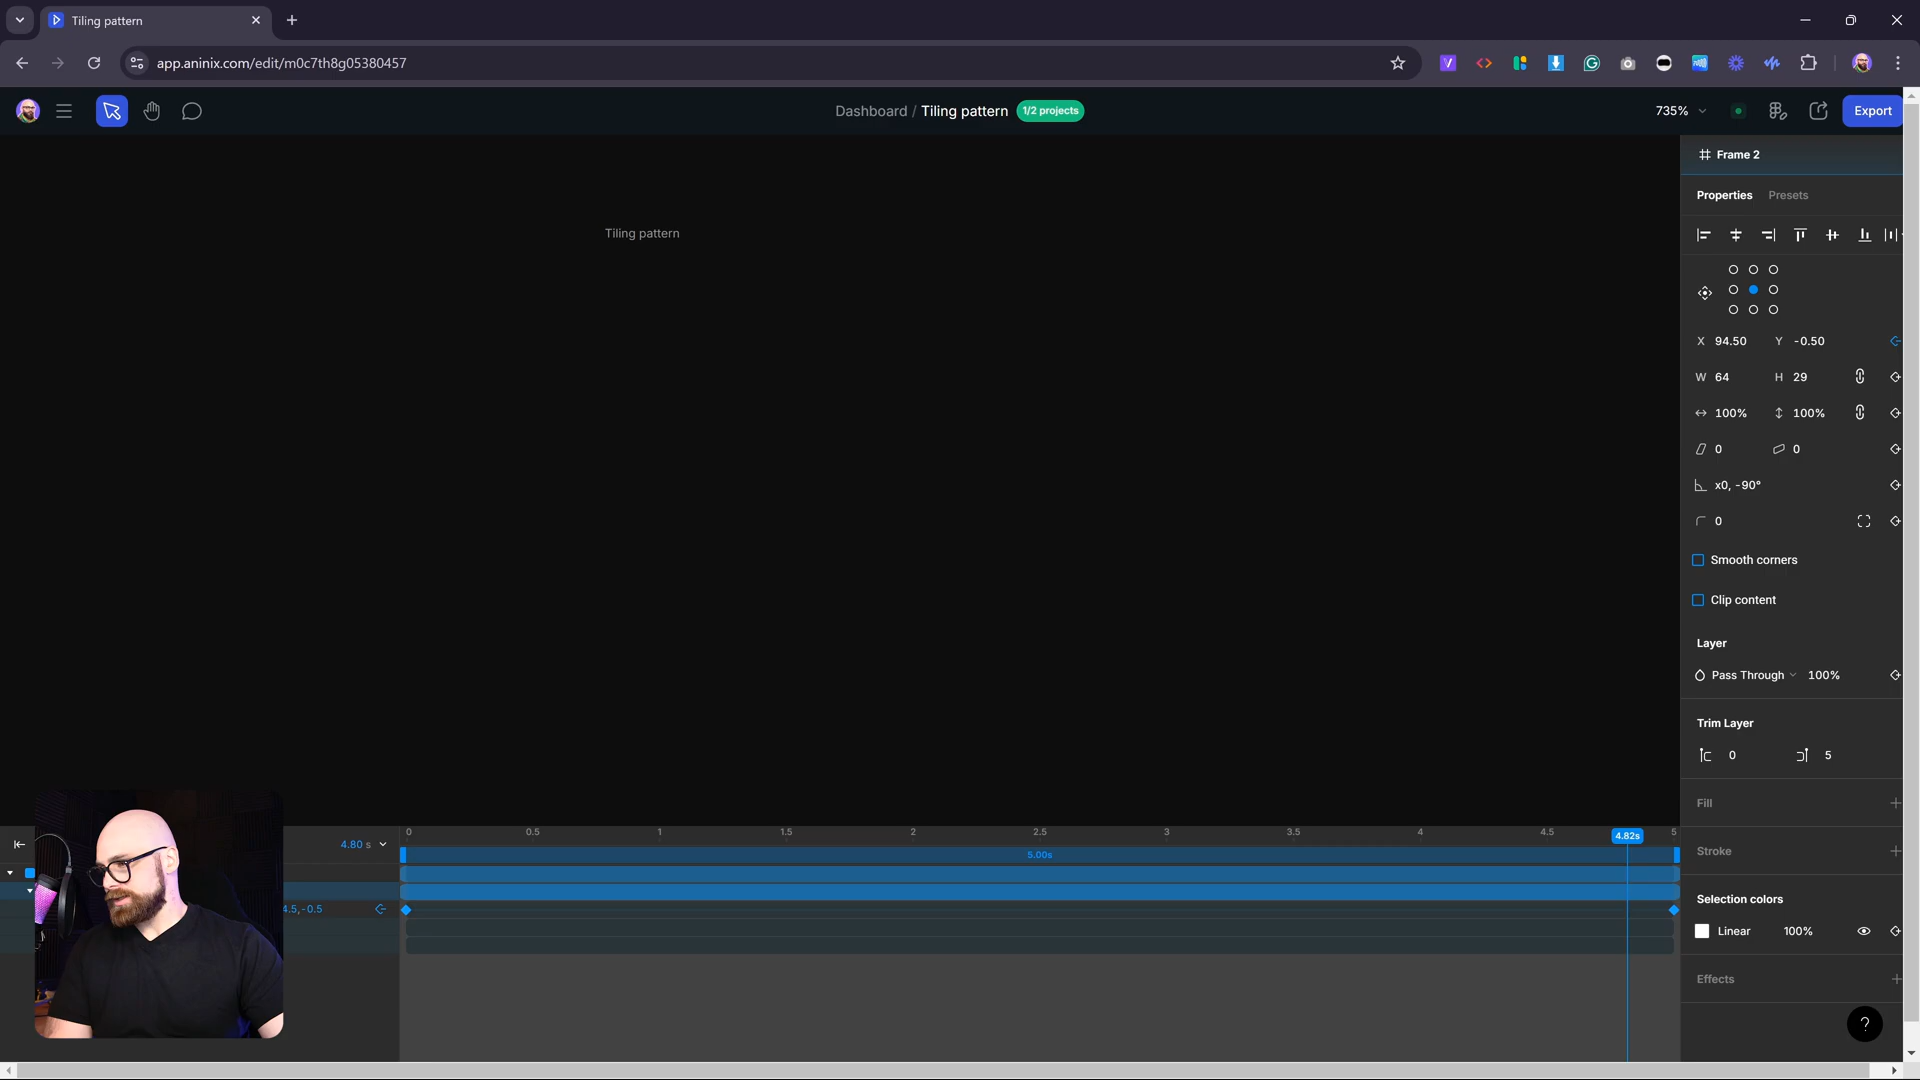 Tiling pattern
app.aninix.com/edit/m0c7th8g05380457
Dashboard / Tiling pattern 1/2 projects
735%
Export
Frame 2
Properties Presets
Tiling pattern
X 94.50 Y -0.50
W 64 H 29
100% 100%
0 0
x0, -90°
0
Smooth corners
Clip content
Layer
Pass Through 100%
Trim Layer
0 5
Fill
Stroke
Selection colors
Linear 100%
Effects
?
4.80 s
0 0.5 1 1.5 2 2.5 3 3.5 4 4.5 4.82s 5
5.00s
4.5,-0.5